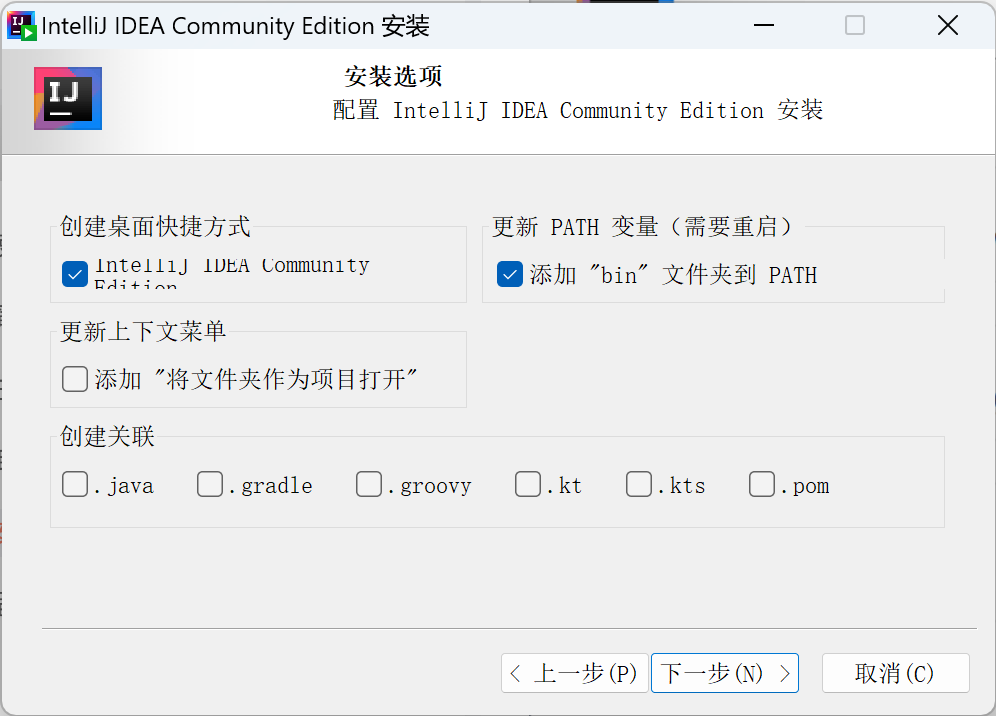 IntelliJ IDEA Community Edition 安装
安装选项
配置 IntelliJ IDEA Community Edition 安装
创建桌面快捷方式
IntelliJ IDEA Community
Edition
更新 PATH 变量（需要重启）
添加 "bin" 文件夹到 PATH
更新上下文菜单
添加 "将文件夹作为项目打开"
创建关联
.java .gradle .groovy .kt .kts .pom
上一步(P) 下一步(N) 取消(C)